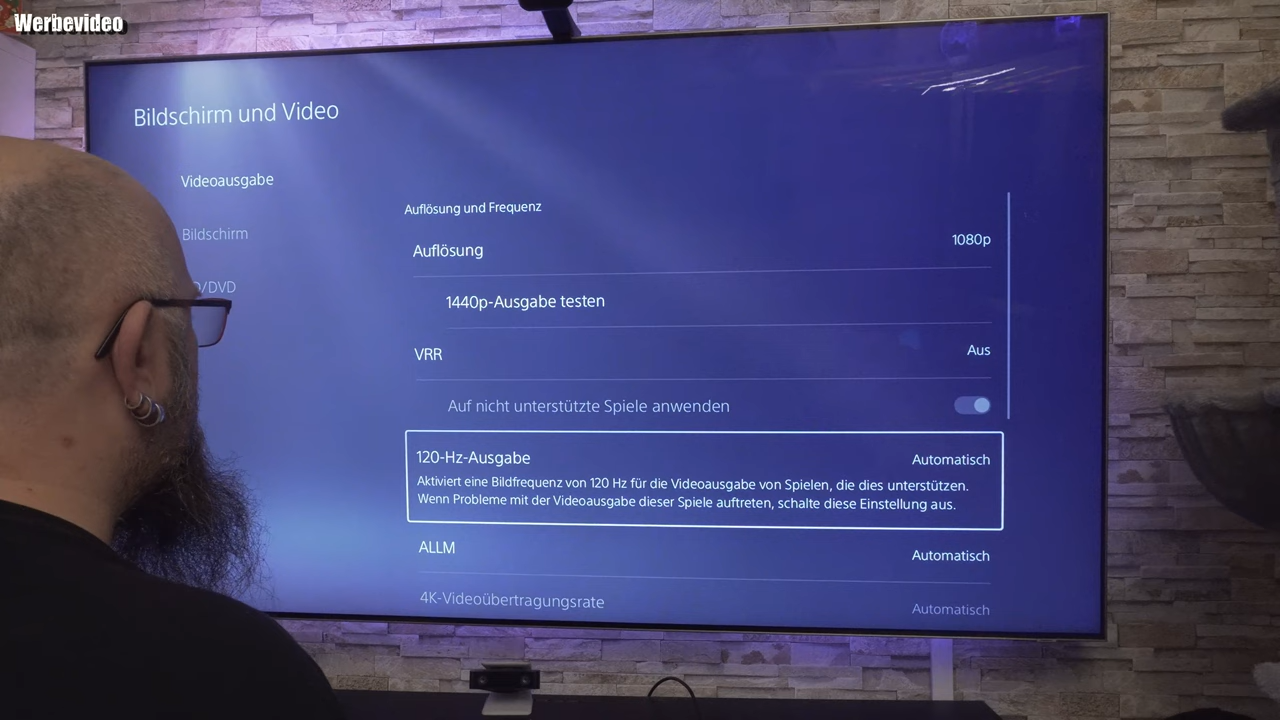 Werbevideo
Bildschirm und Video
Videoausgabe
Bildschirm
D/DVD
Auflösung und Frequenz
Auflösung 1080p
1440p-Ausgabe testen
VRR Aus
Auf nicht unterstützte Spiele anwenden
120-Hz-Ausgabe Automatisch
Aktiviert eine Bildfrequenz von 120 Hz für die Videoausgabe von Spielen, die dies unterstützen.
Wenn Probleme mit der Videoausgabe dieser Spiele auftreten, schalte diese Einstellung aus.
ALLM Automatisch
4K-Videoübertragungsrate Automatisch